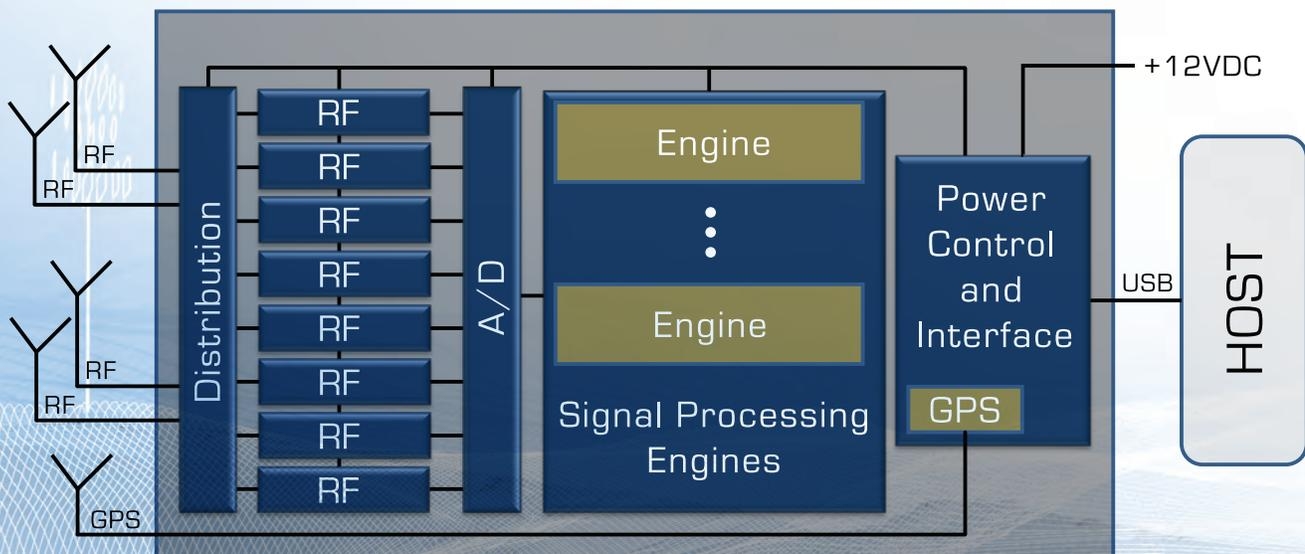 +12VDC
RF
RF
RF
RF
GPS
Distribution
RF
RF
RF
RF
RF
RF
RF
RF
A/D
Engine
Engine
Signal Processing
Engines
Power
Control
and
Interface
GPS
USB
HOST